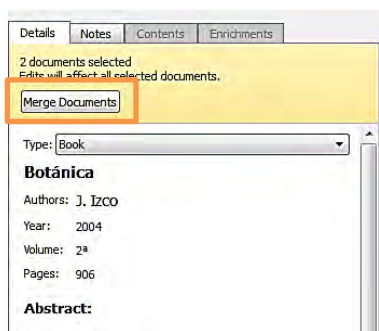 Details Notes Contents Enrichments
2 documents selected
Edits will affect all selected documents.
Merge Documents
Type: Book
Botánica
Authors: J. Izco
Year: 2004
Volume: 2ª
Pages: 906
Abstract: